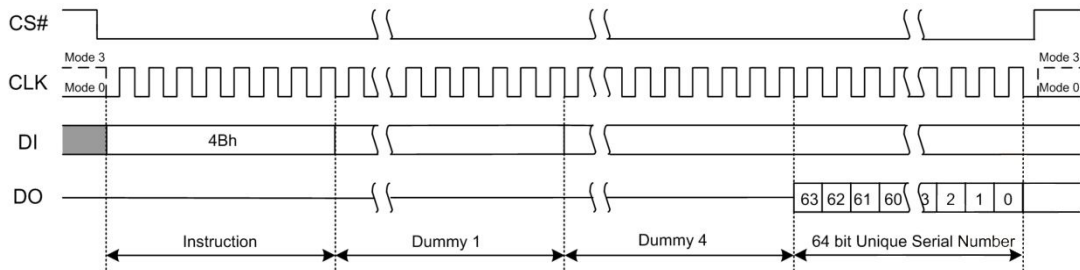 CS#
Mode 3
Mode 3
CLK
Mode 0
Mode 0
DI
4Bh
DO
63 62 61 60 3 2 1 0
Instruction Dummy 1 Dummy 4 64 bit Unique Serial Number